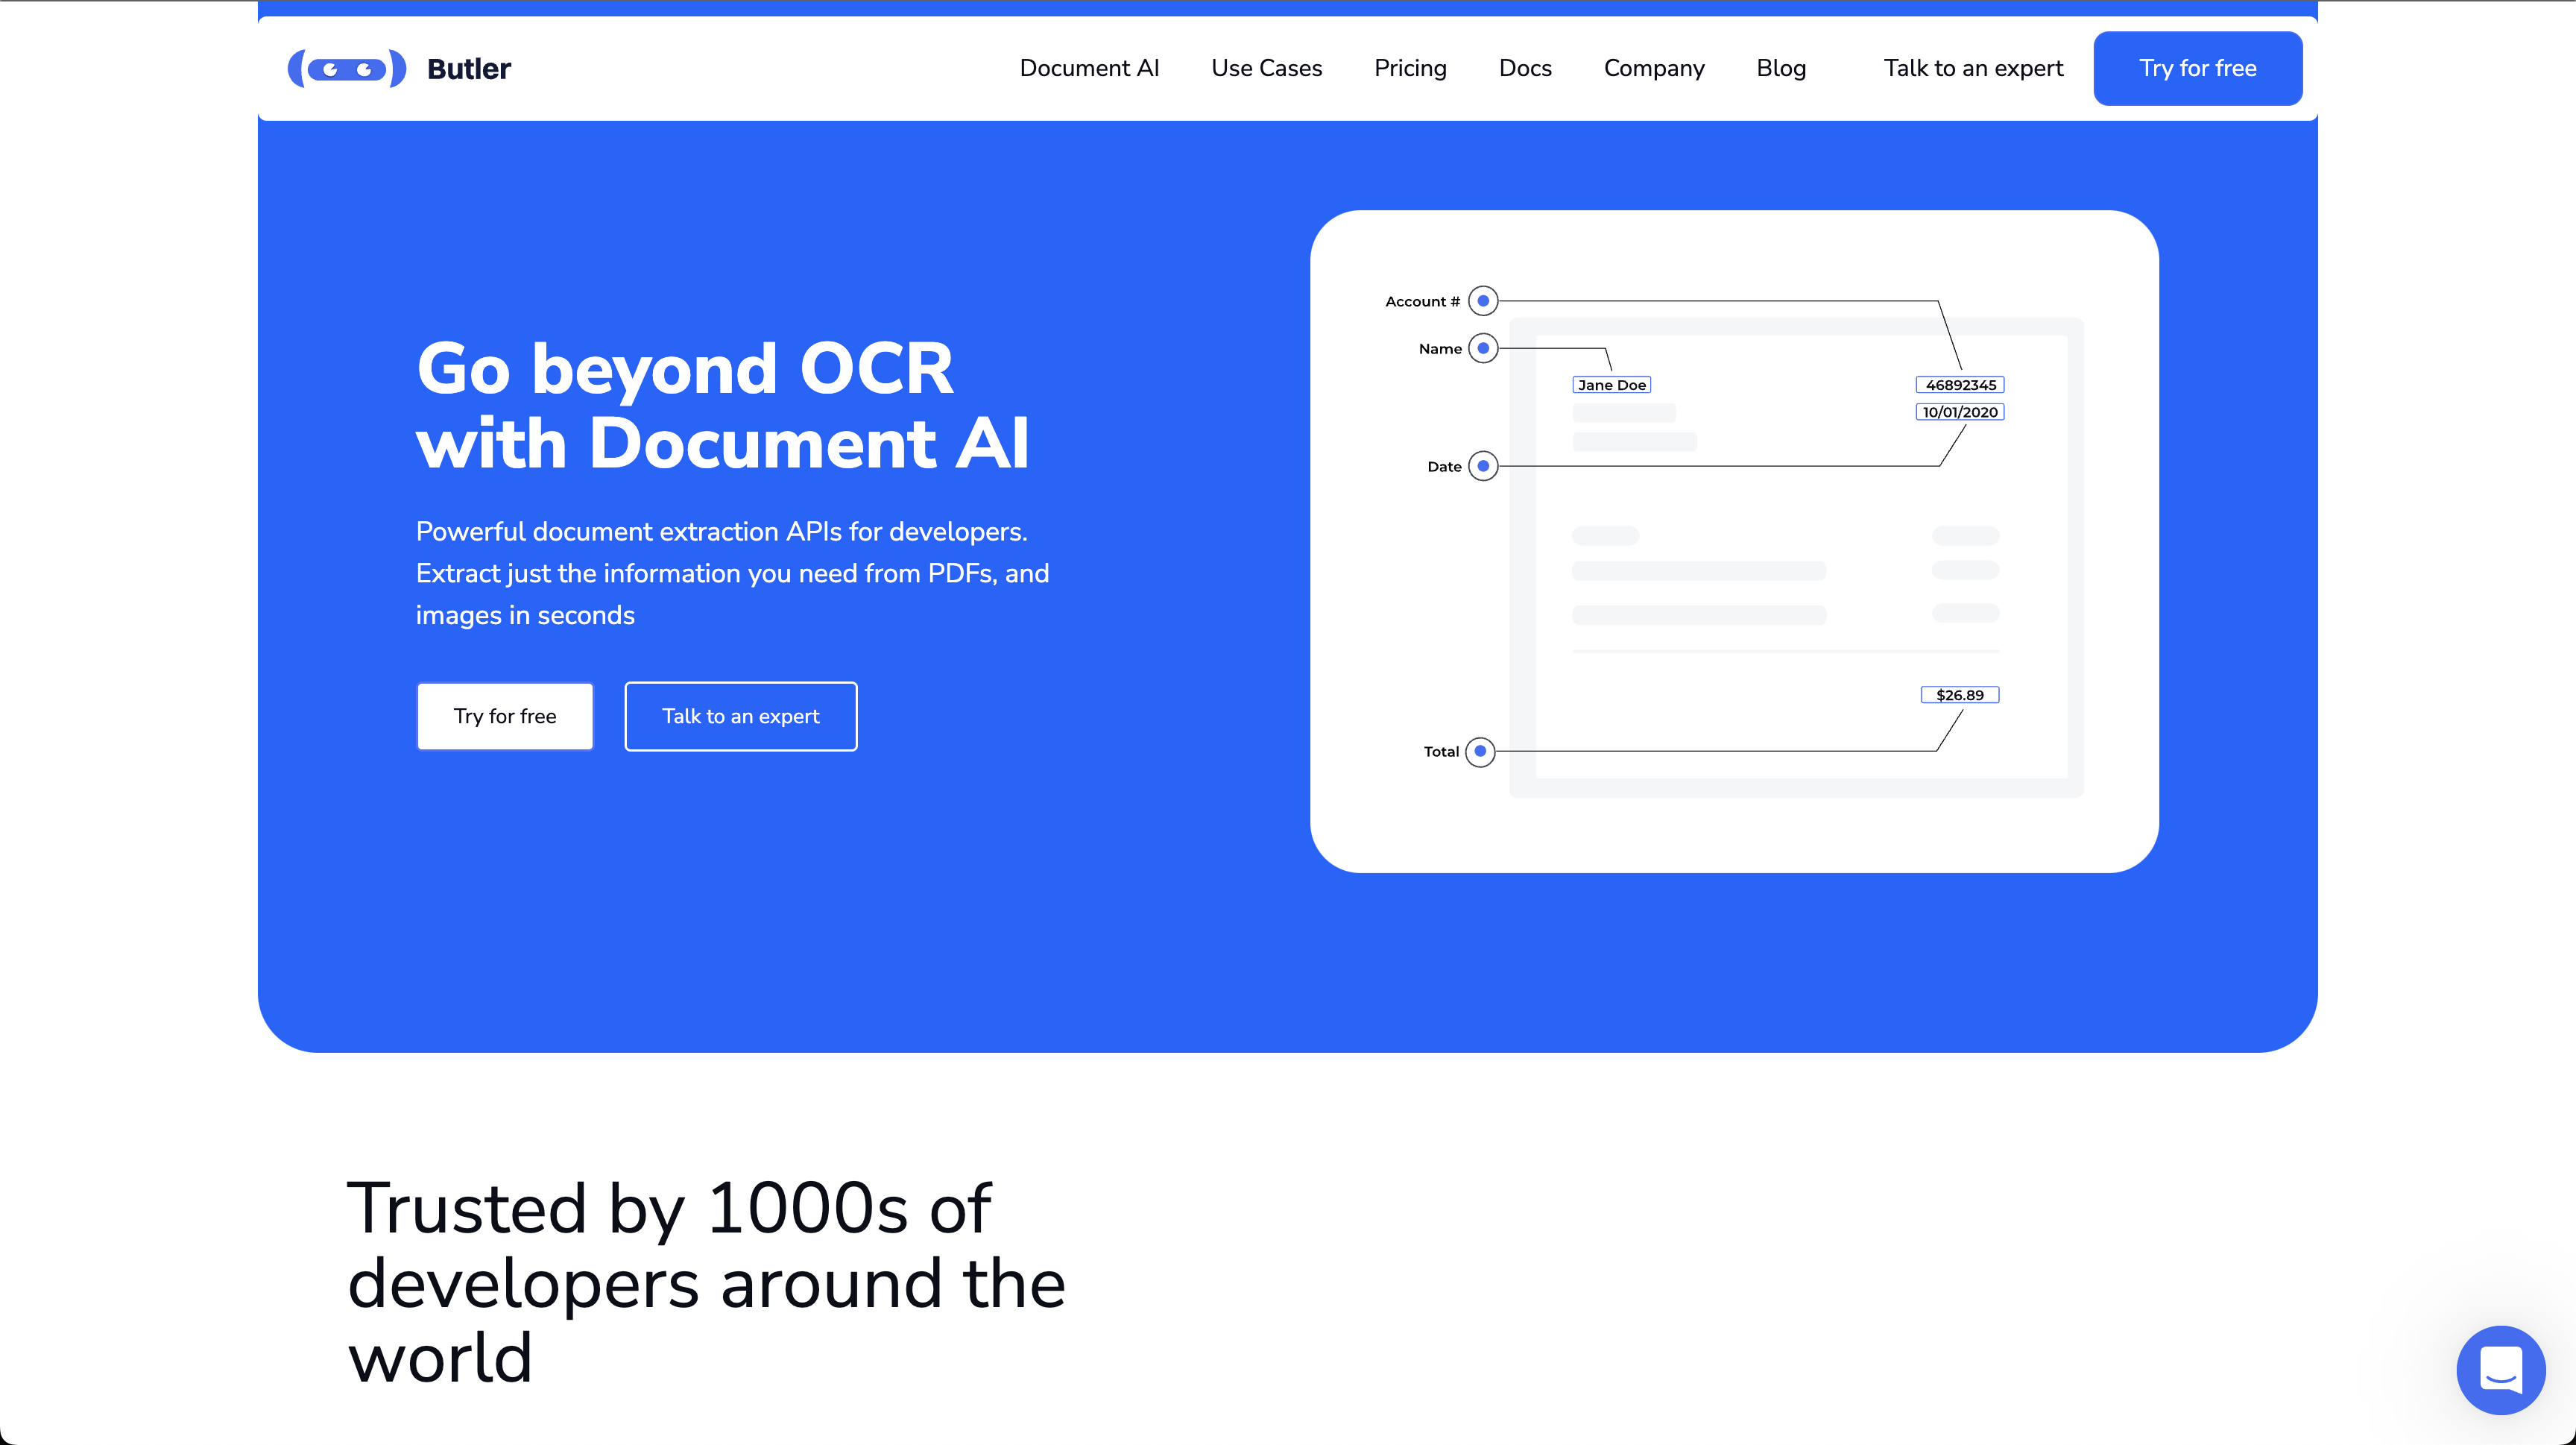 Butler
Document AI
Use Cases
Pricing
Docs
Company
Blog
Talk to an expert
Try for free
Go beyond OCR
with Document AI
Powerful document extraction APIs for developers.
Extract just the information you need from PDFs, and
images in seconds
Try for free
Talk to an expert
Account #
Name
Jane Doe
46892345
10/01/2020
Date
$26.89
Total
Trusted by 1000s of
developers around the
world